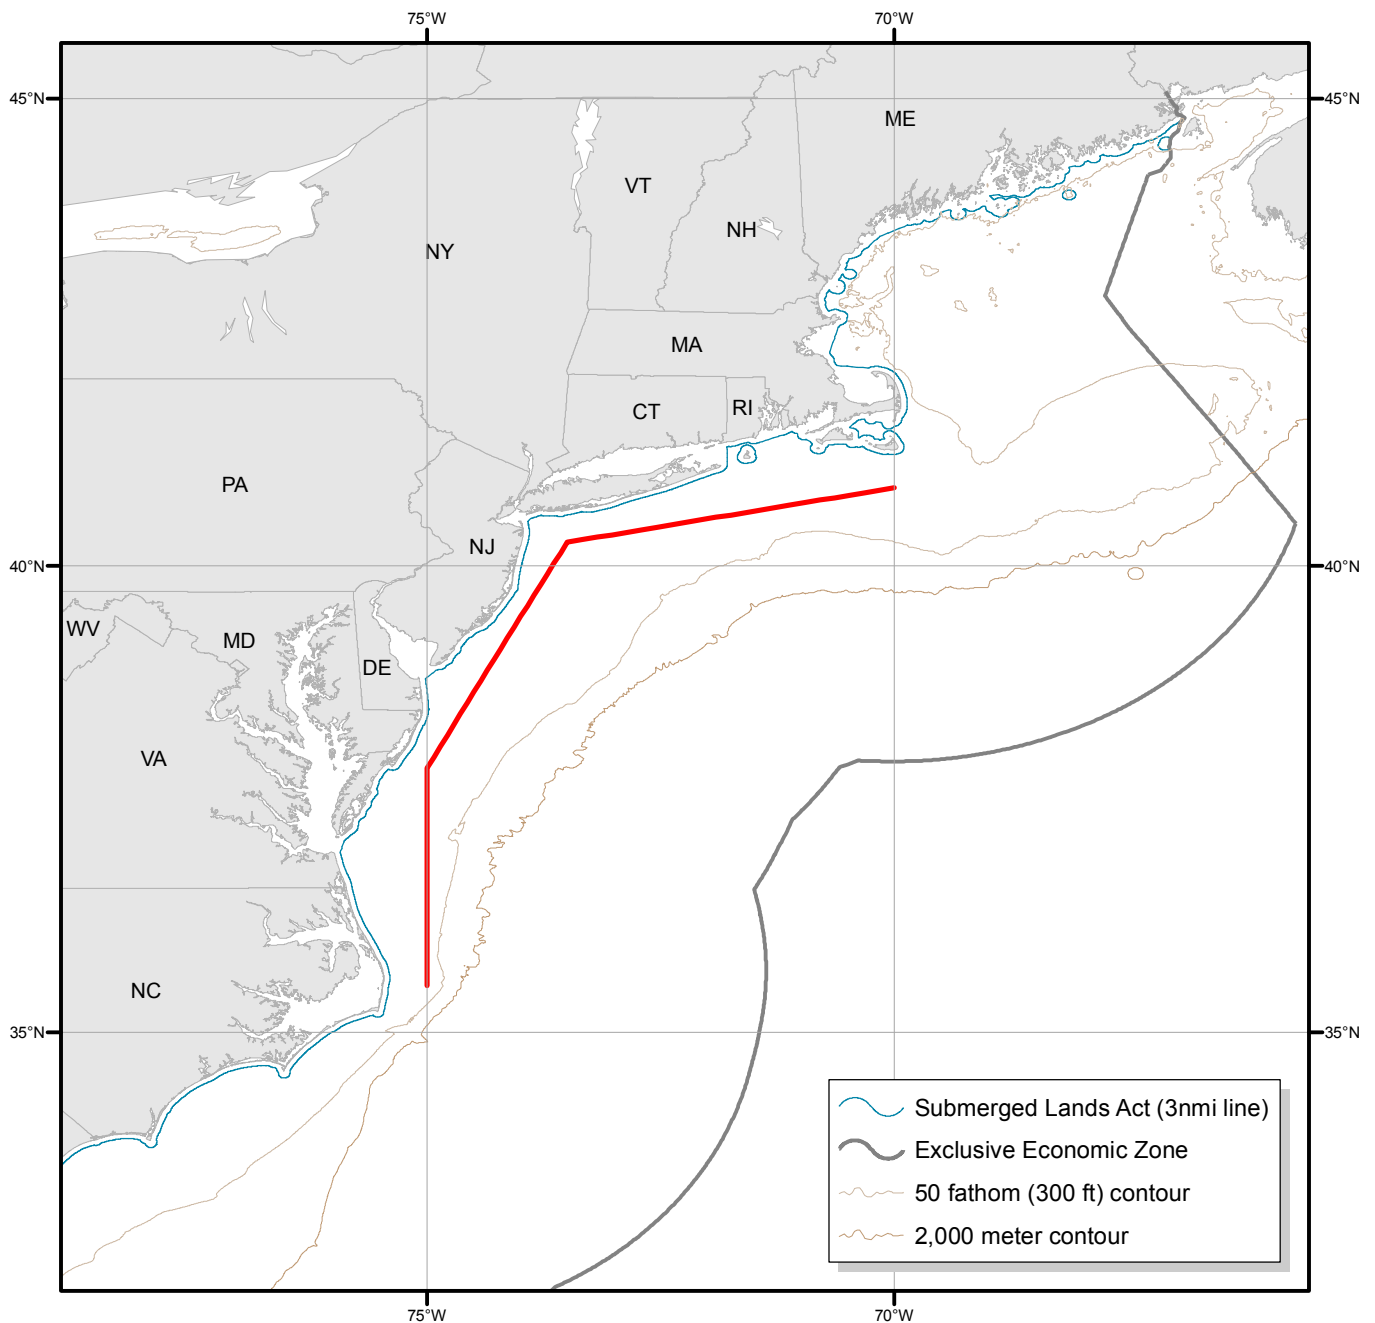 75°W 70°W
45°N 45°N
ME
VT
NH
NY
MA
CT RI
PA
NJ
40°N 40°N
WV
MD
DE
VA
NC
35°N 35°N
Submerged Lands Act (3nmi line)
Exclusive Economic Zone
50 fathom (300 ft) contour
2,000 meter contour
75°W 70°W